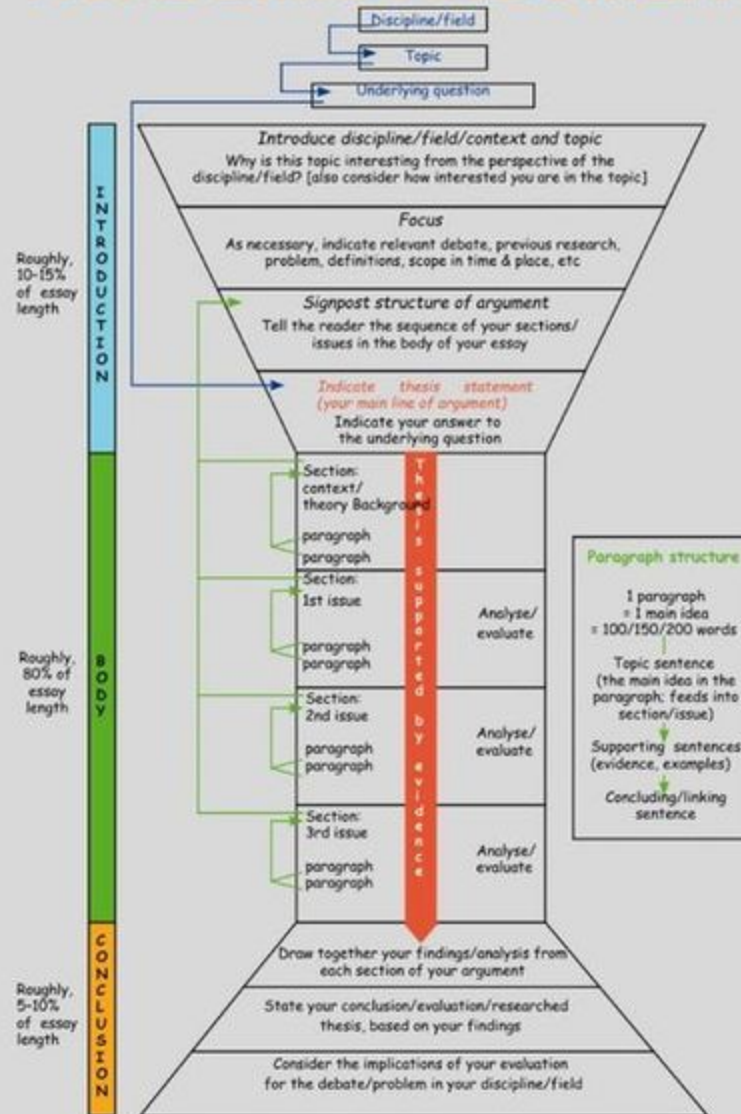 Discipline/field
Topic
Underlying question
Introduce discipline/field/context and topic
Why is this topic interesting from the perspective of the
discipline/field? [also consider how interested you are in the topic]
Focus
As necessary, indicate relevant debate, previous research,
problem, definitions, scope in time & place, etc
Signpost structure of argument
Tell the reader the sequence of your sections/
issues in the body of your essay
Indicate thesis statement
(your main line of argument)
Indicate your answer to
the underlying question
INTRODUCTION
Roughly,
10-15%
of essay
length
Section:
context/
theory Background
paragraph
paragraph
Section:
1st issue
paragraph
paragraph
Analyse/
evaluate
Section:
2nd issue
paragraph
paragraph
Analyse/
evaluate
Section:
3rd issue
paragraph
paragraph
Analyse/
evaluate
Thesis supported by evidence
BODY
Roughly,
80% of
essay
length
Paragraph structure
1 paragraph
= 1 main idea
= 100/150/200 words
Topic sentence
(the main idea in the
paragraph; feeds into
section/issue)
Supporting sentences
(evidence, examples)
Concluding/linking
sentence
Draw together your findings/analysis from
each section of your argument
State your conclusion/evaluation/researched
thesis, based on your findings
Consider the implications of your evaluation
for the debate/problem in your discipline/field
CONCLUSION
Roughly,
5-10%
of essay
length